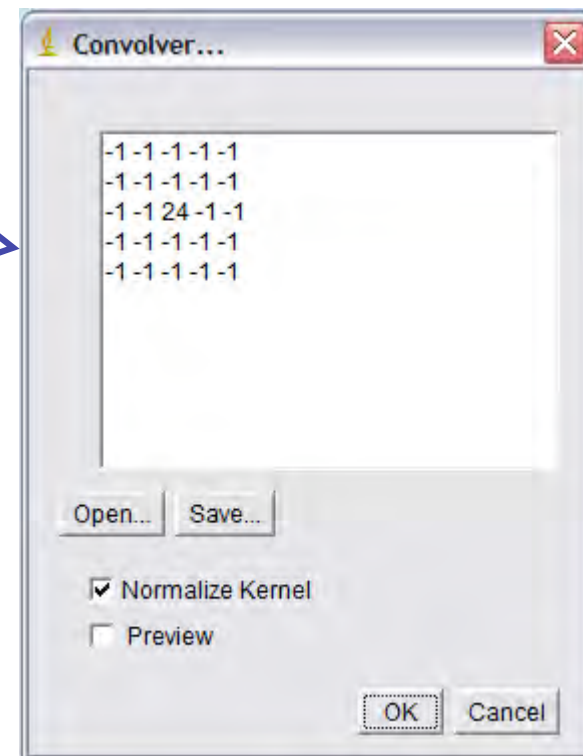 Convolver...
-1 -1 -1 -1 -1
-1 -1 -1 -1 -1
-1 -1 24 -1 -1
-1 -1 -1 -1 -1
-1 -1 -1 -1 -1
Open... Save...
Normalize Kernel
Preview
OK Cancel